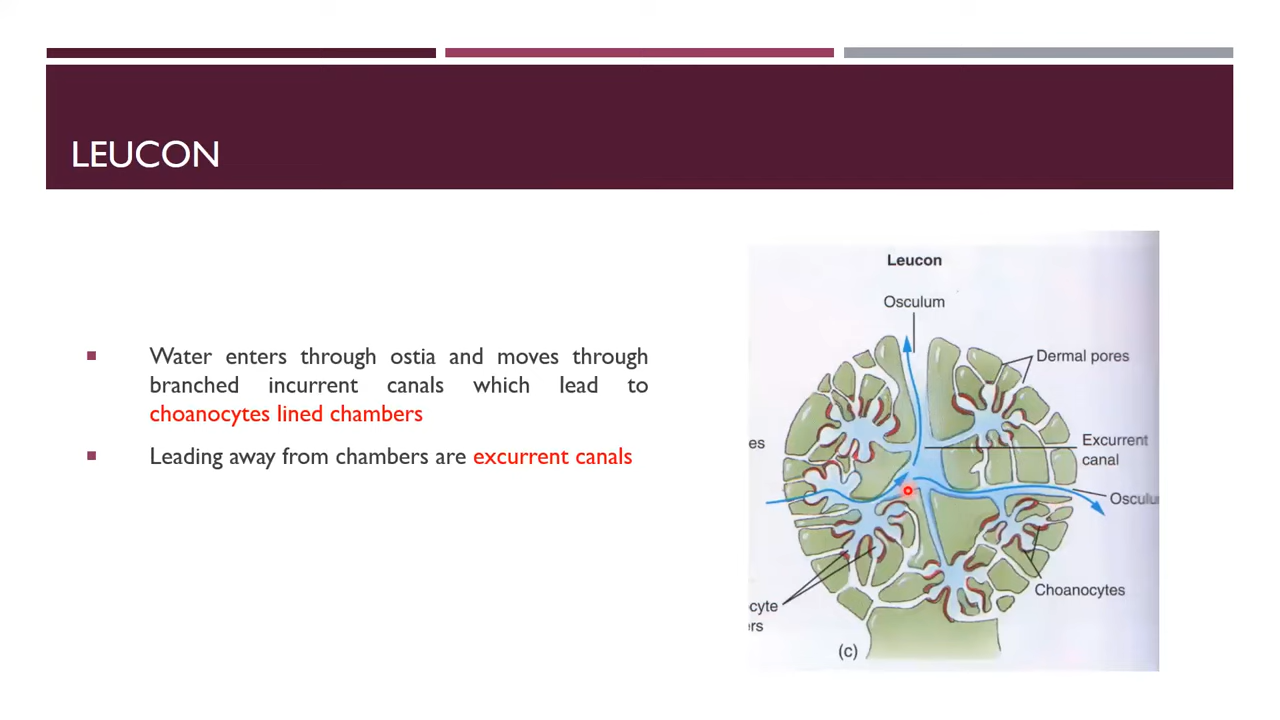 LEUCON
Water enters through ostia and moves through
branched incurrent canals which lead to
choanocytes lined chambers
Leading away from chambers are excurrent canals
Leucon
Osculum
Dermal pores
es
Excurrent
canal
Osculu
Choanocytes
cyte
rs
(c)